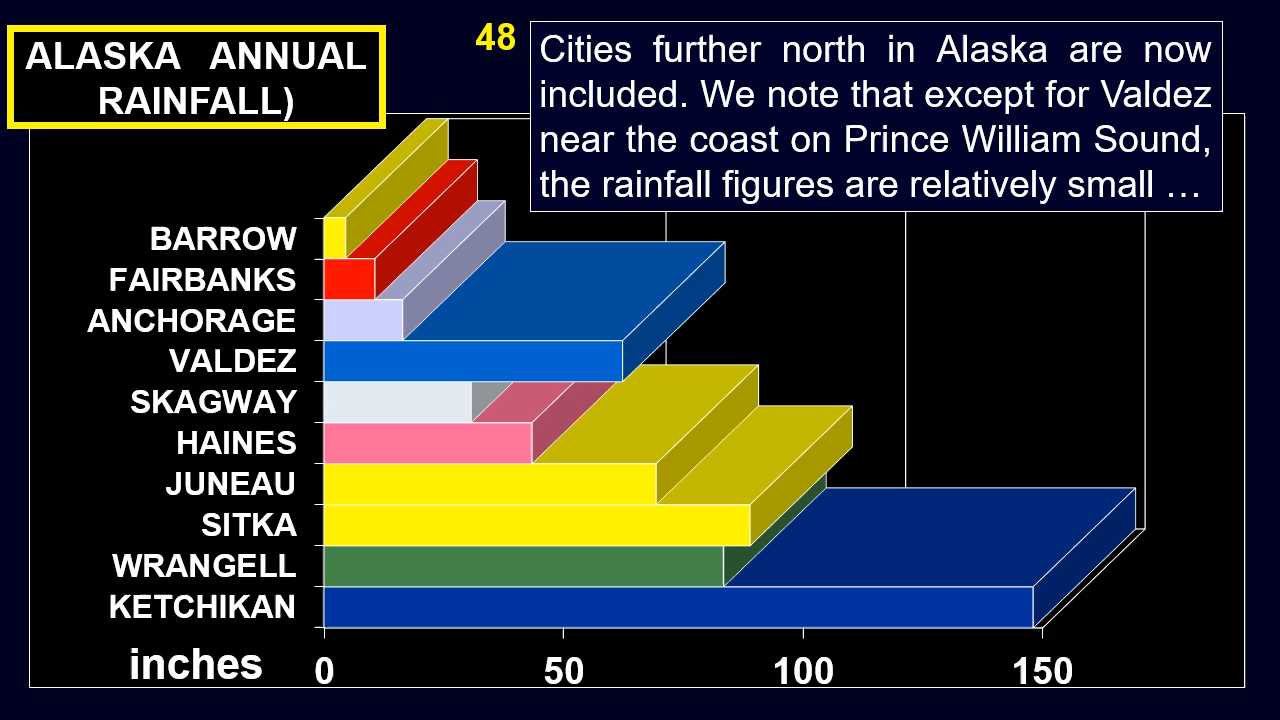 ALASKA ANNUAL
RAINFALL)
48
Cities further north in Alaska are now
included. We note that except for Valdez
near the coast on Prince William Sound,
the rainfall figures are relatively small …
BARROW
FAIRBANKS
ANCHORAGE
VALDEZ
SKAGWAY
HAINES
JUNEAU
SITKA
WRANGELL
KETCHIKAN
inches 0 50 100 150